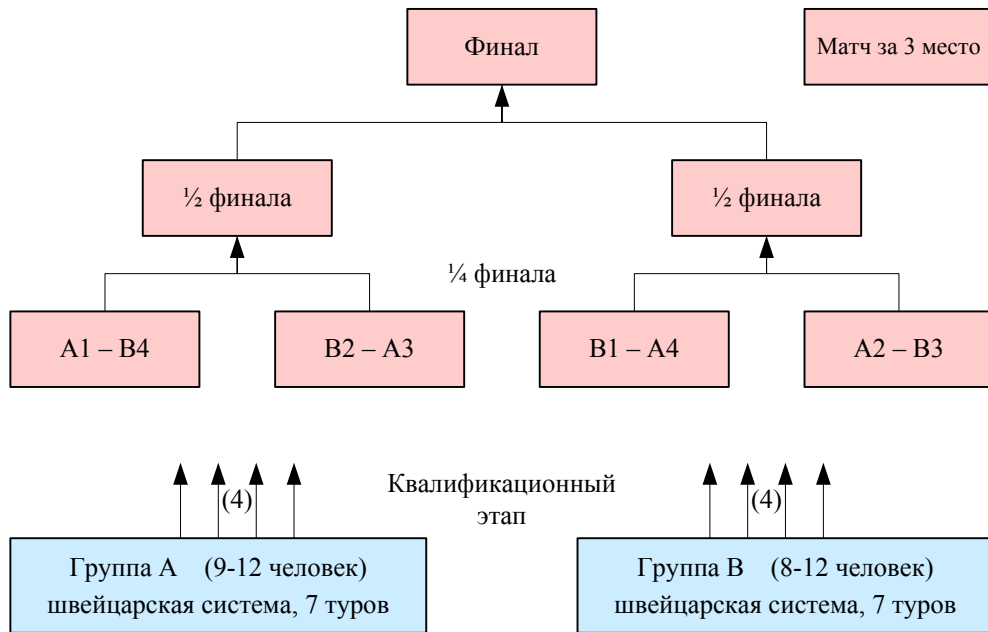 Финал
Матч за 3 место
½ финала
½ финала
¼ финала
A1 – B4
B2 – A3
B1 – A4
A2 – B3
(4)
Квалификационный
этап
(4)
Группа A (9-12 человек)
швейцарская система, 7 туров
Группа B (8-12 человек)
швейцарская система, 7 туров